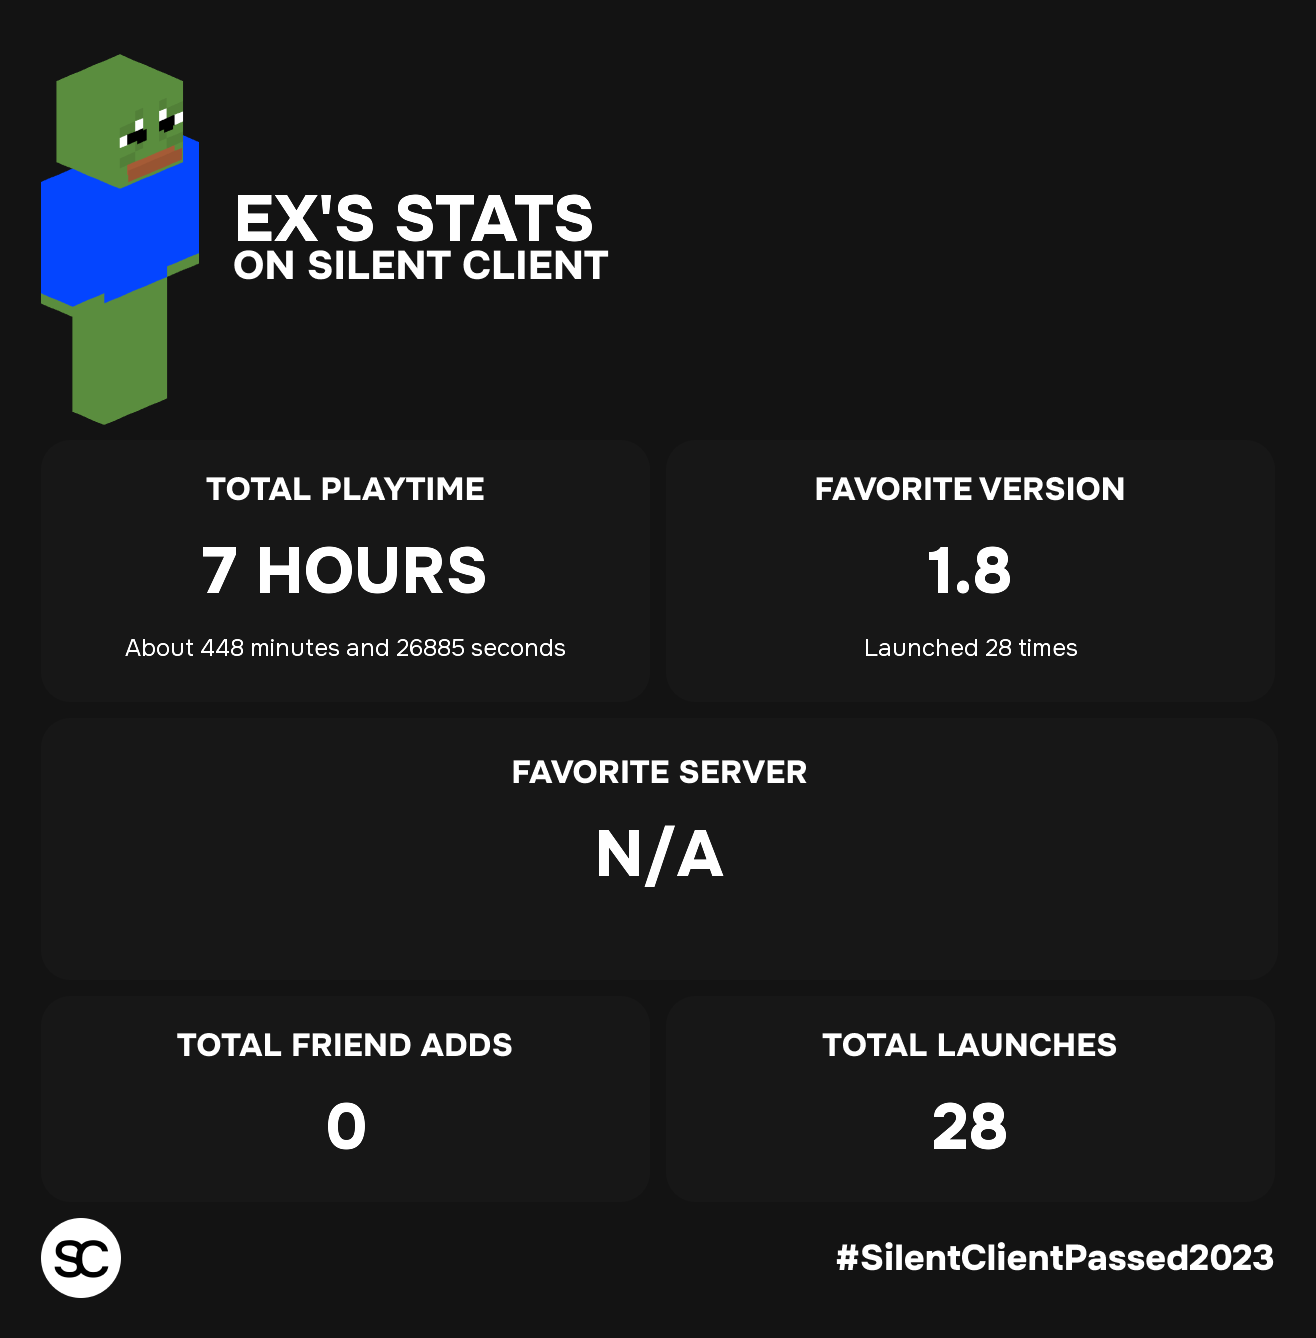 EX'S STATS
ON SILENT CLIENT
TOTAL PLAYTIME
7 HOURS
About 448 minutes and 26885 seconds
FAVORITE VERSION
1.8
Launched 28 times
FAVORITE SERVER
N/A
TOTAL FRIEND ADDS
0
TOTAL LAUNCHES
28
SC
#SilentClientPassed2023